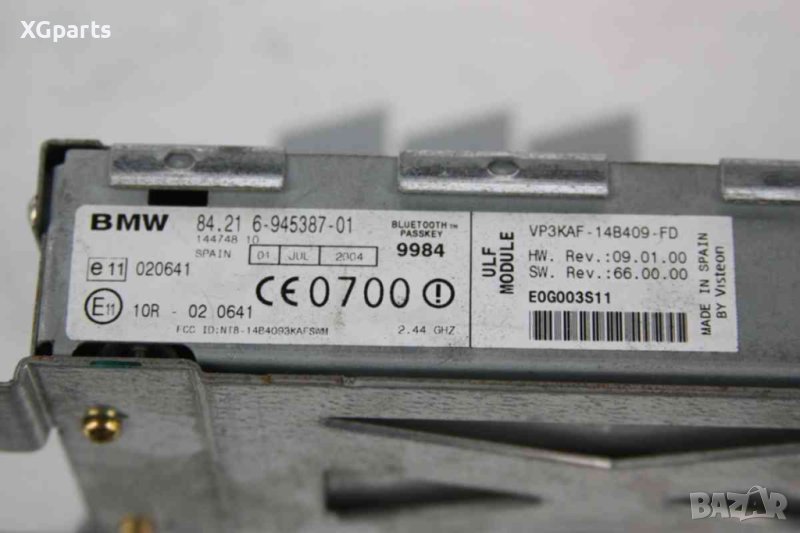 XGparts
BMW 84.21 6-945387-01
144748 10
SPAIN 01 JUL 2004
BLUETOOTH™
PASSKEY
9984
e11 020641
CE0700
E11 10R - 02 0641
FCC ID:NT8-14B4093KAFSWM 2.44 GHZ
ULF
MODULE
VP3KAF-14B409-FD
HW. Rev.:09.01.00
SW. Rev.:66.00.00
E0G003S11
MADE IN SPAIN
BY Visteon
BAZAR